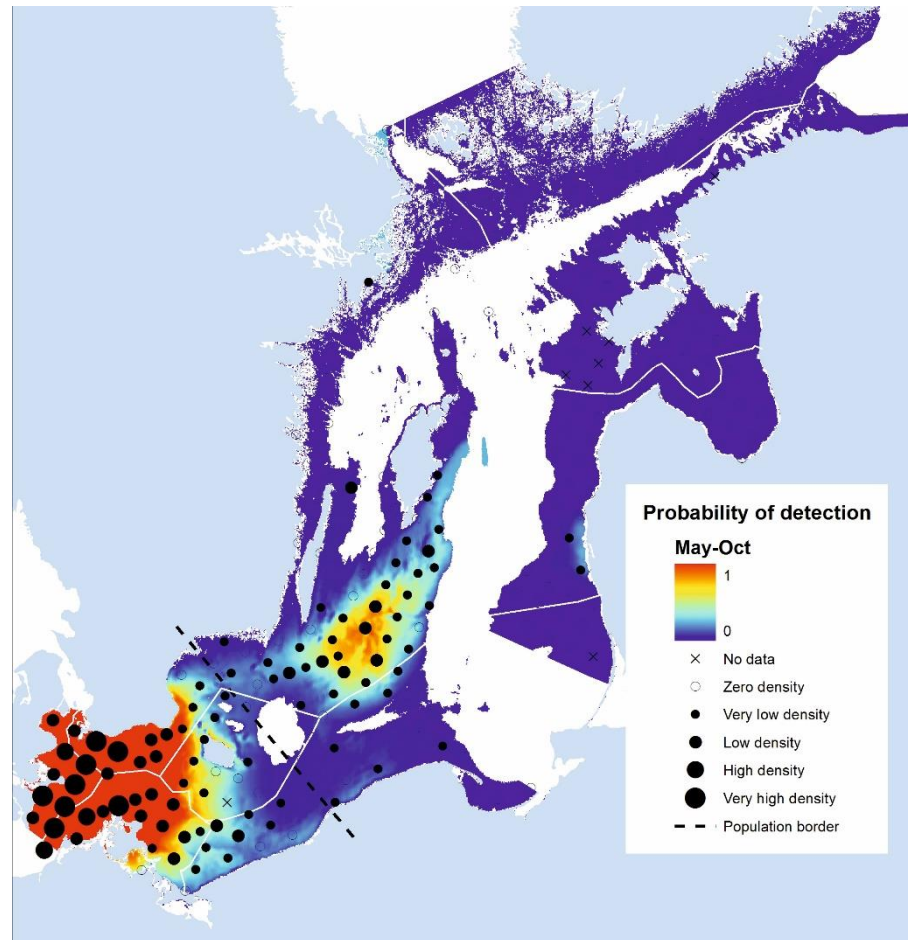 Probability of detection
May-Oct
1
0
No data
Zero density
Very low density
Low density
High density
Very high density
Population border